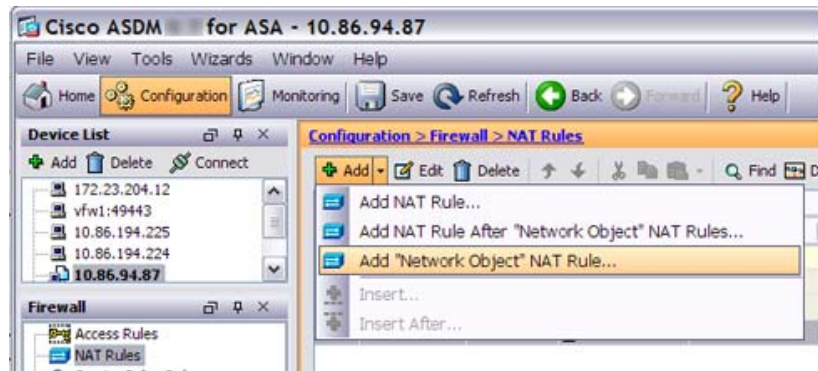 Cisco ASDM for ASA - 10.86.94.87
File View Tools Wizards Window Help
Home Configuration Monitoring Save Refresh Back Forward Help
Device List
Add Delete Connect
172.23.204.12
vfw1:49443
10.86.194.225
10.86.194.224
10.86.94.87
Firewall
Access Rules
NAT Rules
Configuration > Firewall > NAT Rules
Add Edit Delete Find D
Add NAT Rule...
Add NAT Rule After "Network Object" NAT Rules...
Add "Network Object" NAT Rule...
Insert...
Insert After...